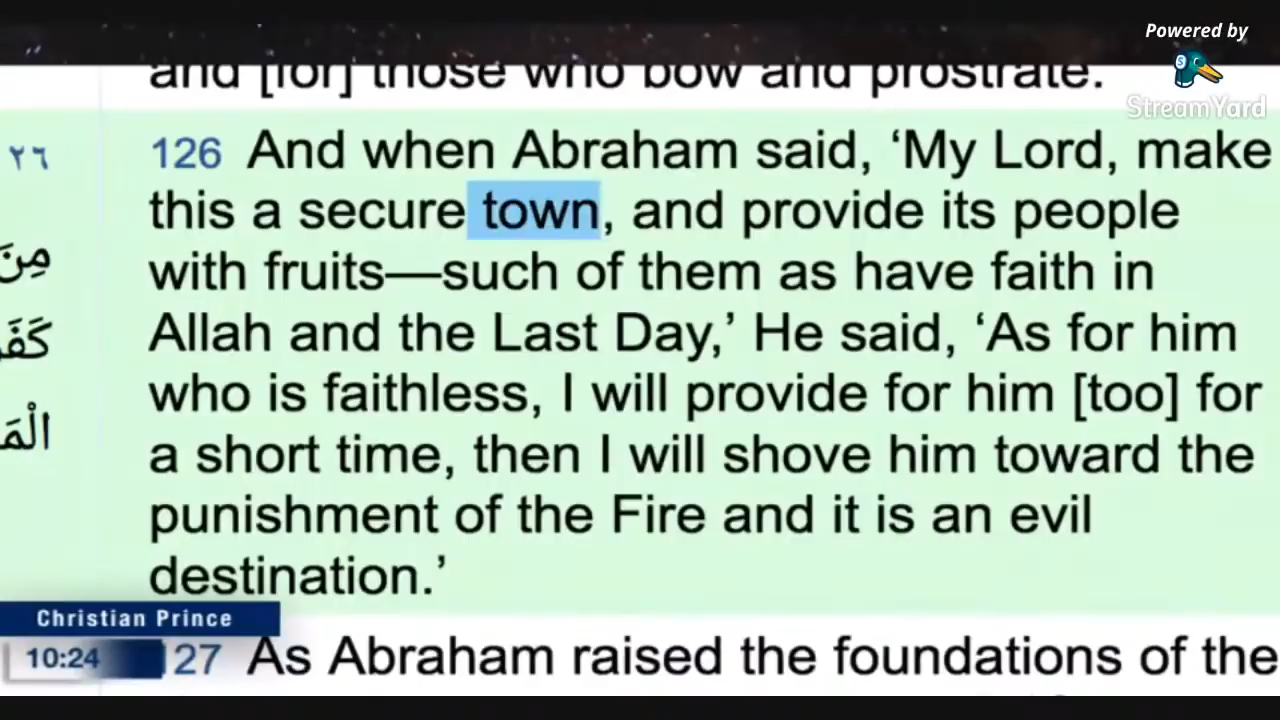 Powered by
StreamYard
and [for] those who bow and prostrate.
٢٦
126 And when Abraham said, ‘My Lord, make
this a secure town, and provide its people
with fruits—such of them as have faith in
Allah and the Last Day,’ He said, ‘As for him
who is faithless, I will provide for him [too] for
a short time, then I will shove him toward the
punishment of the Fire and it is an evil
destination.’
مِنَ
Christian Prince
10:24
127 As Abraham raised the foundations of the